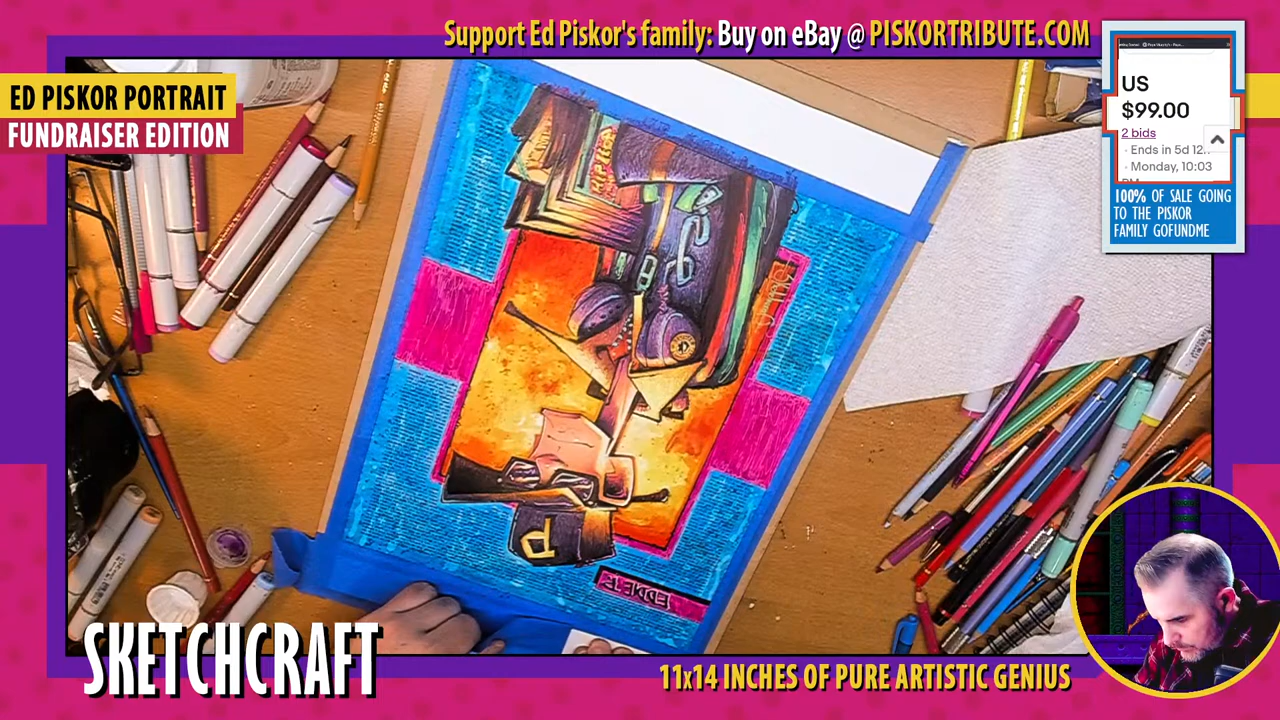 Support Ed Piskor's family: Buy on eBay @ PISKORTRIBUTE.COM
ED PISKOR PORTRAIT
FUNDRAISER EDITION
US
$99.00
2 bids
· Ends in 5d 12
· Monday, 10:03
100% OF SALE GOING
TO THE PISKOR
FAMILY GOFUNDME
P
EDDIE P.
SKETCHCRAFT
11x14 INCHES OF PURE ARTISTIC GENIUS